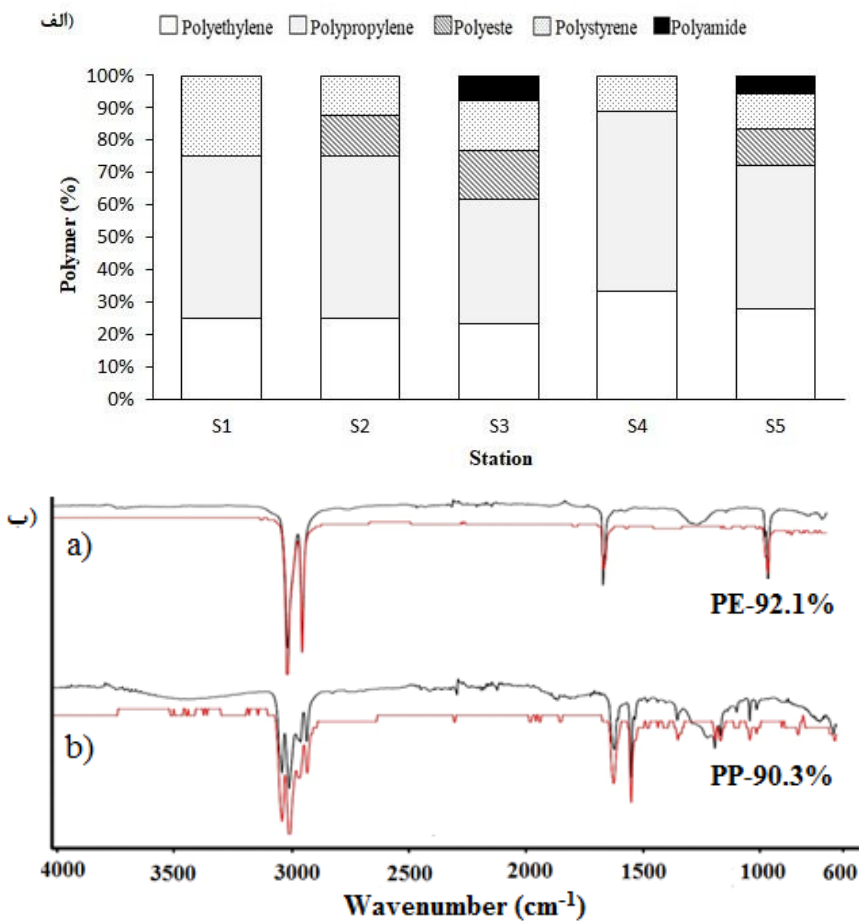 الف)
Polyethylene Polypropylene Polyeste Polystyrene Polyamide
100%
90%
80%
70%
60%
50%
40%
30%
20%
10%
0%
Polymer (%)
S1 S2 S3 S4 S5
Station
ب)
a)
PE-92.1%
b)
PP-90.3%
4000 3500 3000 2500 2000 1500 1000 600
Wavenumber (cm⁻¹)